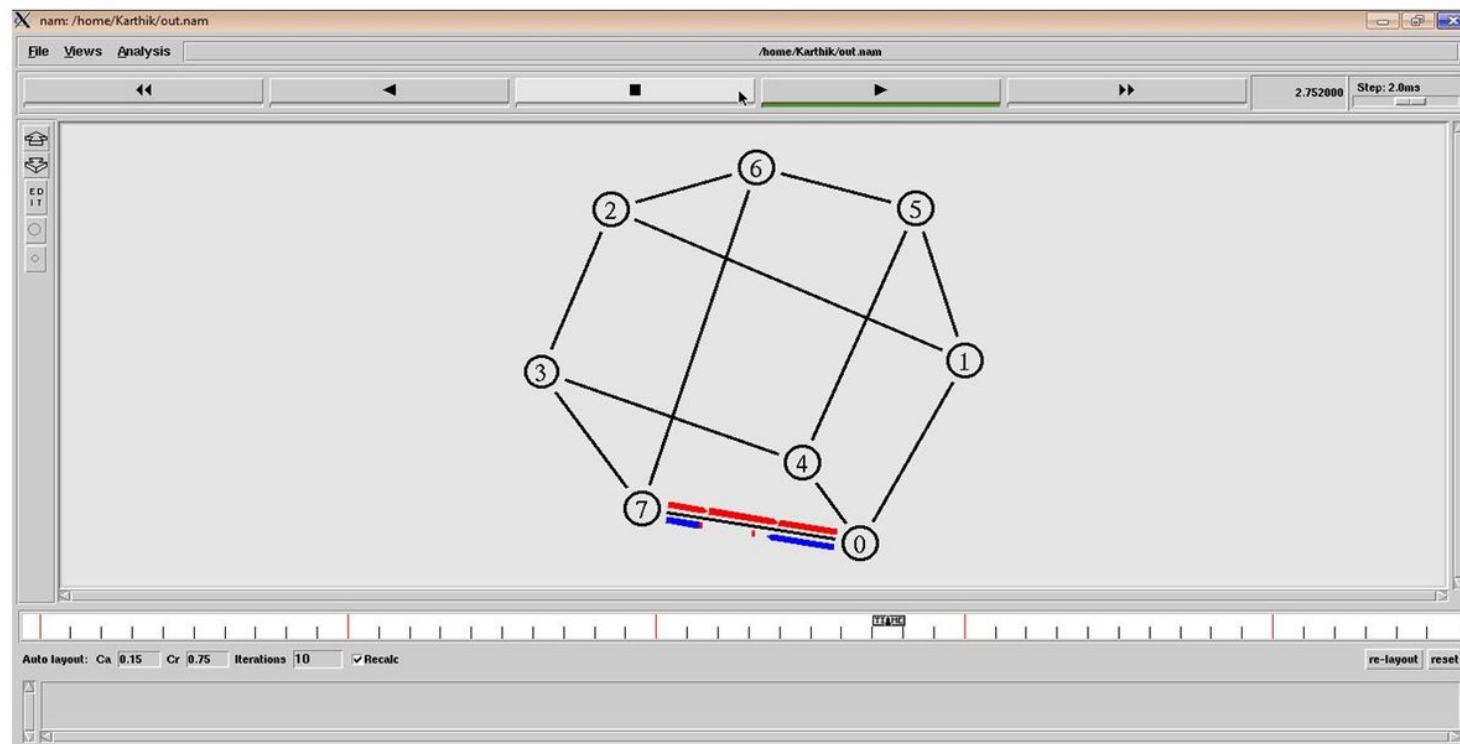 nam: /home/Karthik/out.nam
File Views Analysis /home/Karthik/out.nam
2.752000 Step: 2.0ms
ED
IT
6
2 5
1
3
4
7
0
TIME
Auto layout: Ca 0.15 Cr 0.75 Iterations 10 Recalc re-layout reset